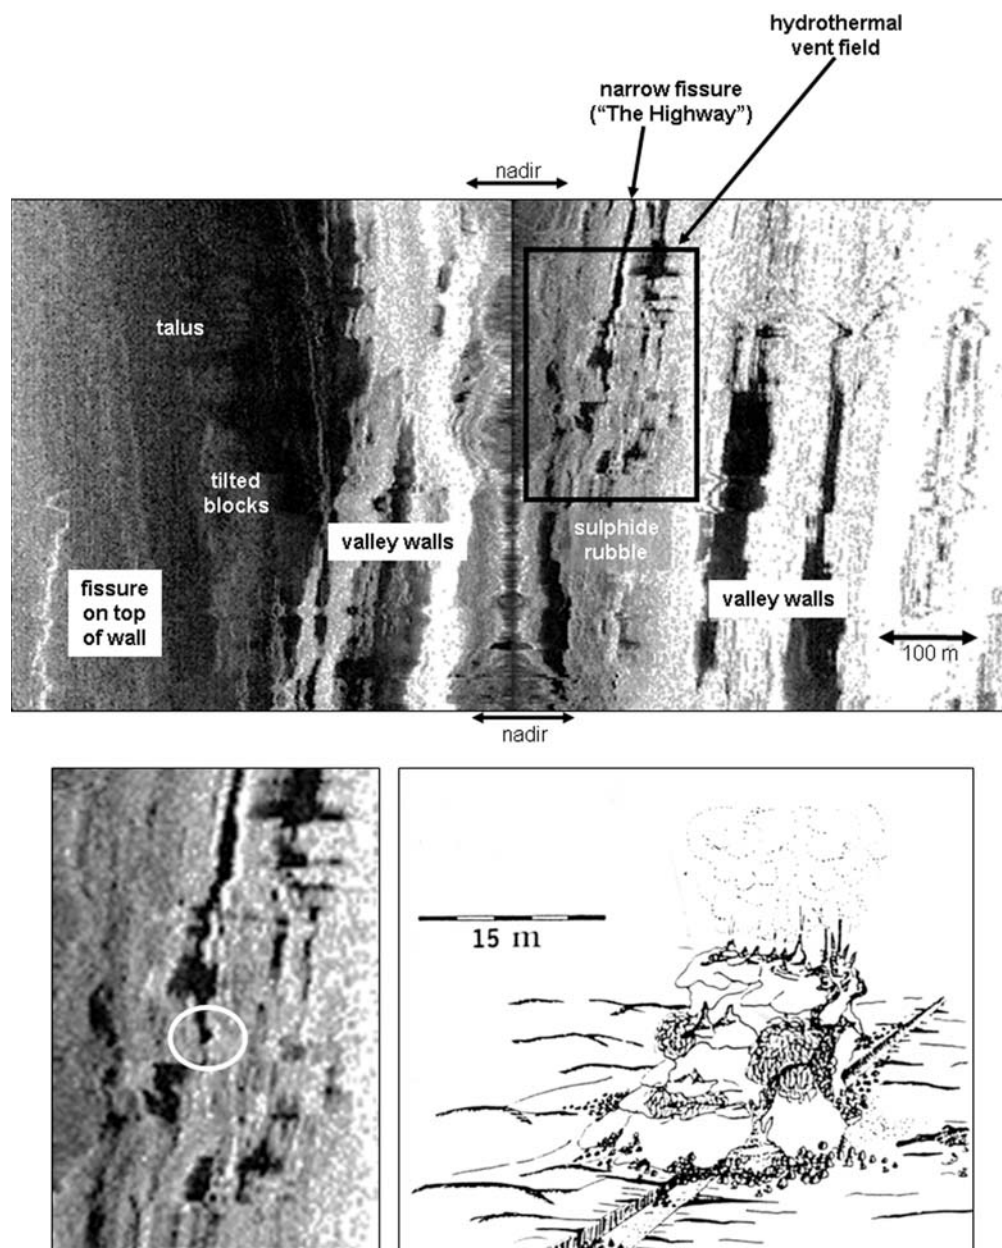 hydrothermal
vent field
narrow fissure
(“The Highway”)
nadir
talus
tilted
blocks
valley walls
sulphide
rubble
fissure
on top
of wall
valley walls
100 m
nadir
15 m